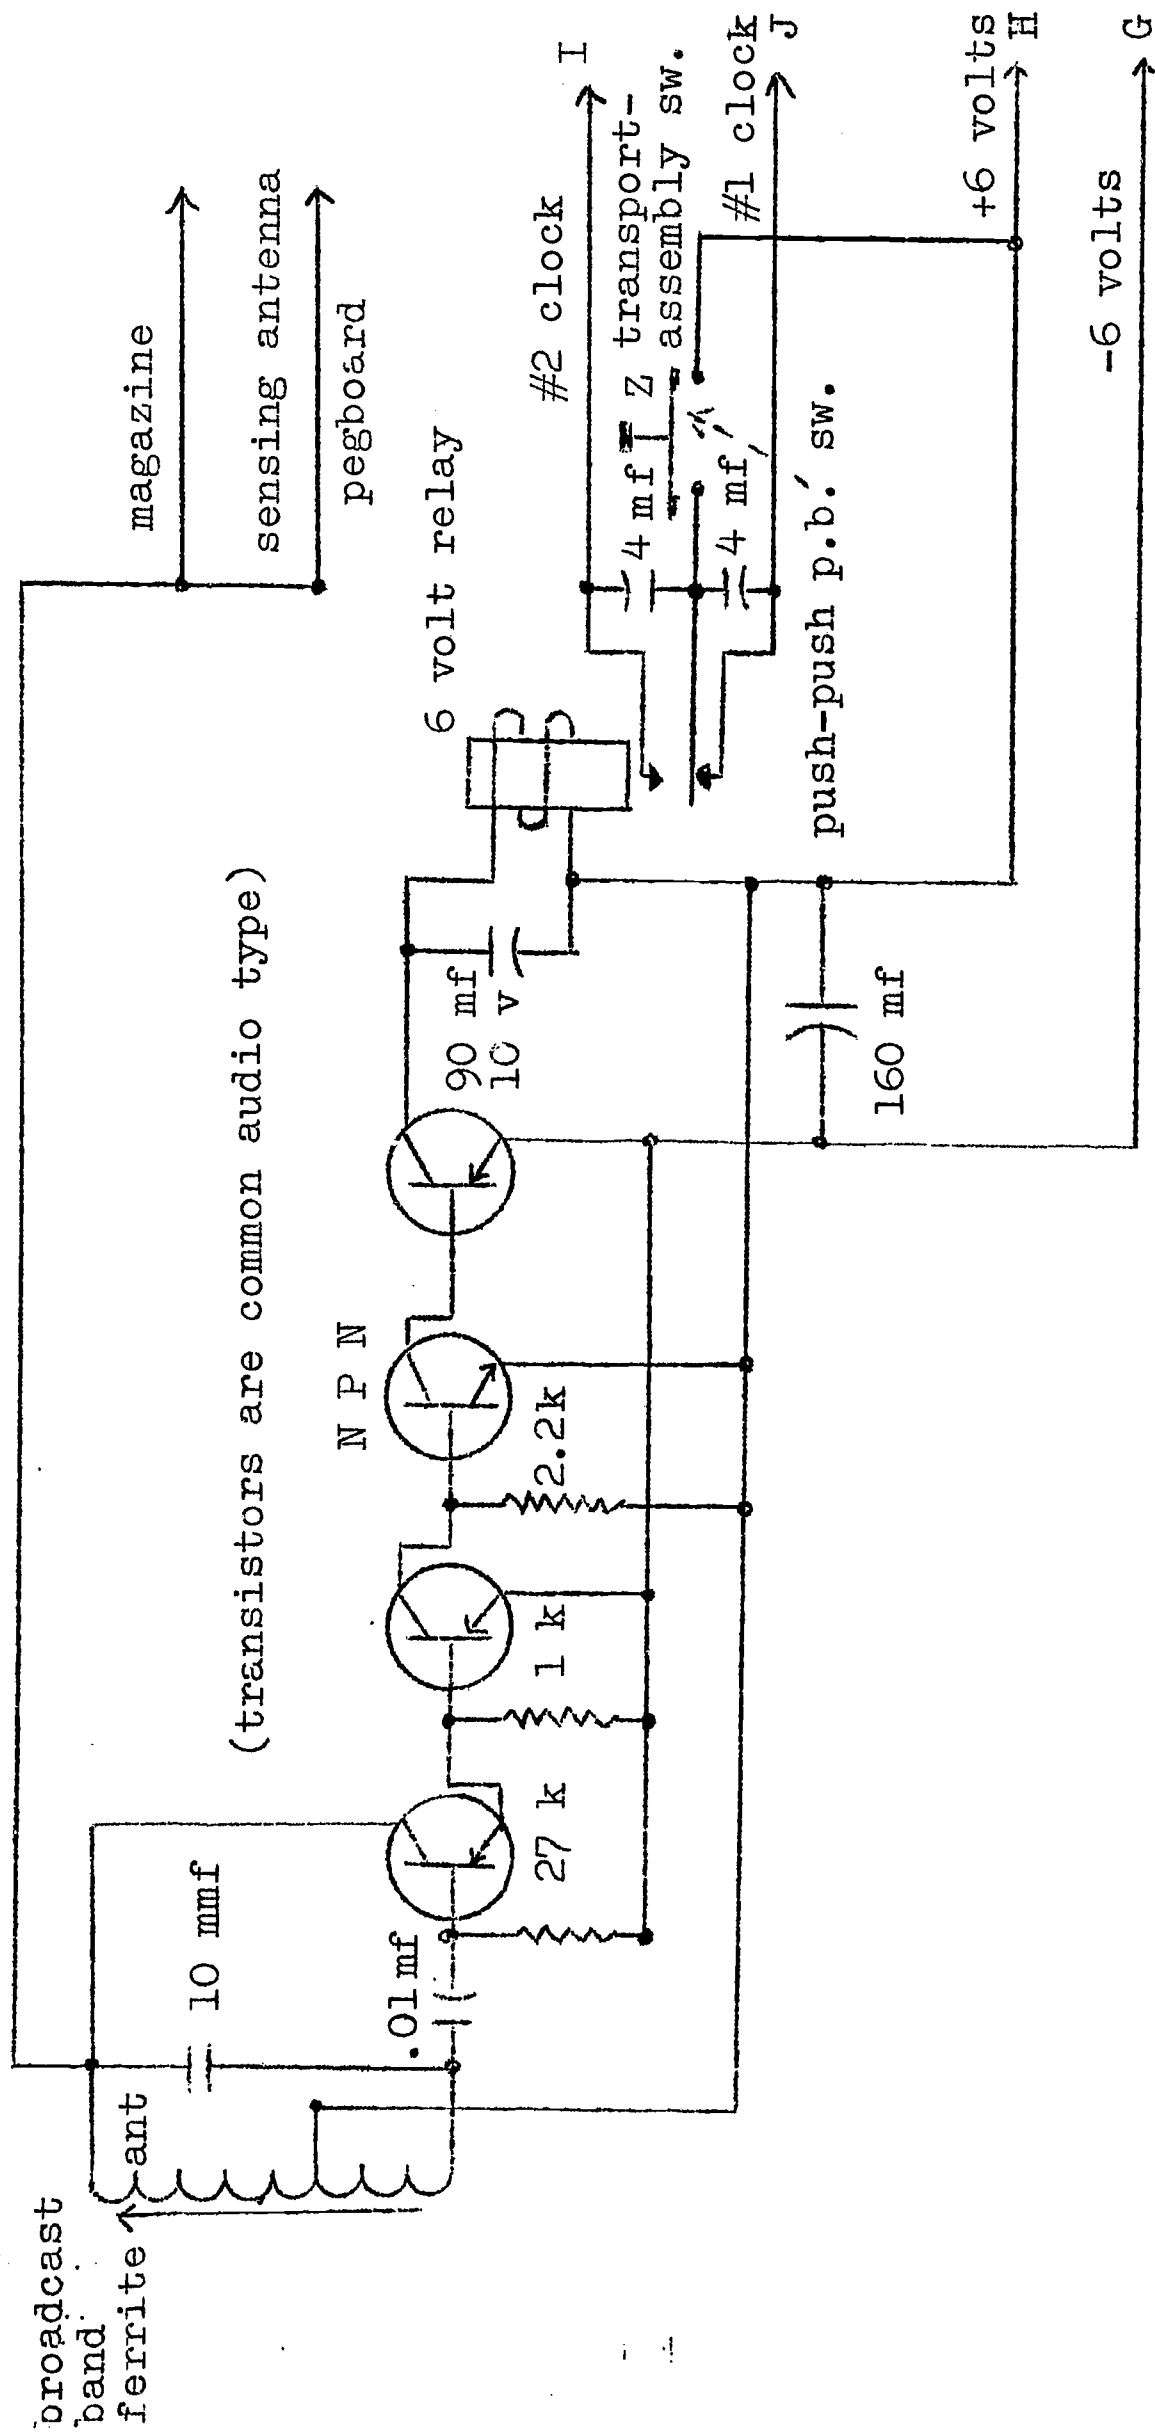 broadcast
band
ferrite
ant
10 mmf
.01 mf
27 k
1 k
2.2k
N P N
(transistors are common audio type)
90 mf
10 v
160 mf
6 volt relay
magazine
sensing antenna
pegboard
#2 clock
I
4 mf
Z transport-
assembly sw.
4 mf
#1 clock
J
push-push p.b. sw.
+6 volts
H
-6 volts
G